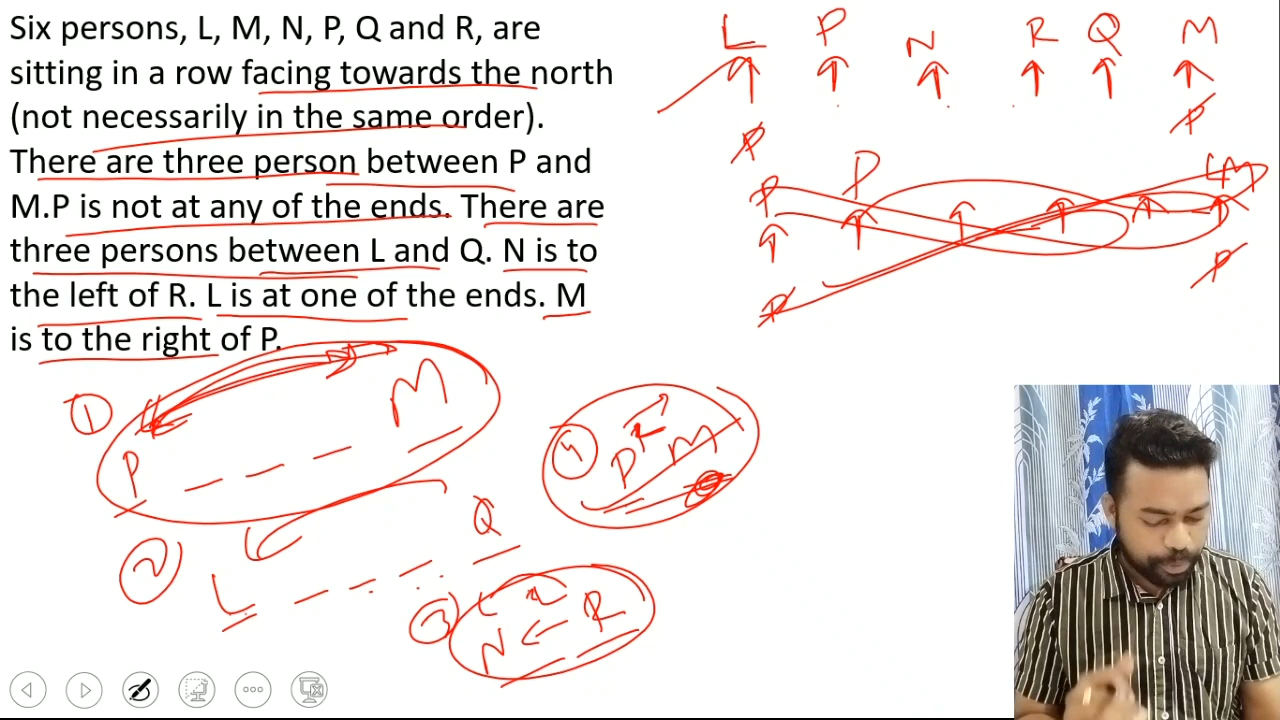 Six persons, L, M, N, P, Q and R, are
sitting in a row facing towards the north
(not necessarily in the same order).
There are three person between P and
M.P is not at any of the ends. There are
three persons between L and Q. N is to
the left of R. L is at one of the ends. M
is to the right of P.
L P N R Q M
P P
P P LM
P P
1 P M
2 L Q
3 N R
4 P M